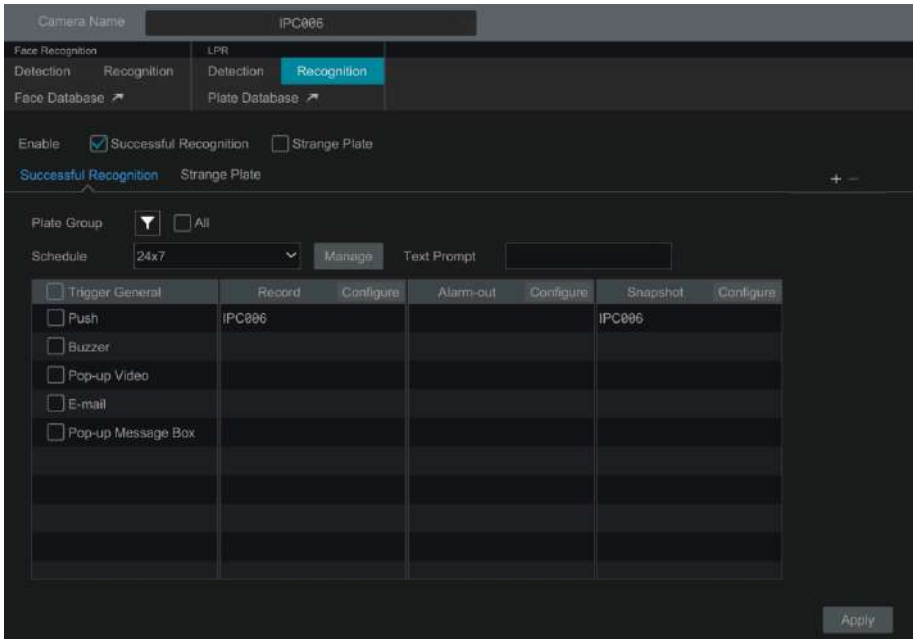 Camera Name IPC006
Face Recognition LPR
Detection Recognition Detection Recognition
Face Database Plate Database
Enable Successful Recognition Strange Plate
Successful Recognition Strange Plate + −
Plate Group All
Schedule 24x7 Manage Text Prompt
Trigger General Record Configure Alarm-out Configure Snapshot Configure
Push IPC006 IPC006
Buzzer
Pop-up Video
E-mail
Pop-up Message Box
Apply